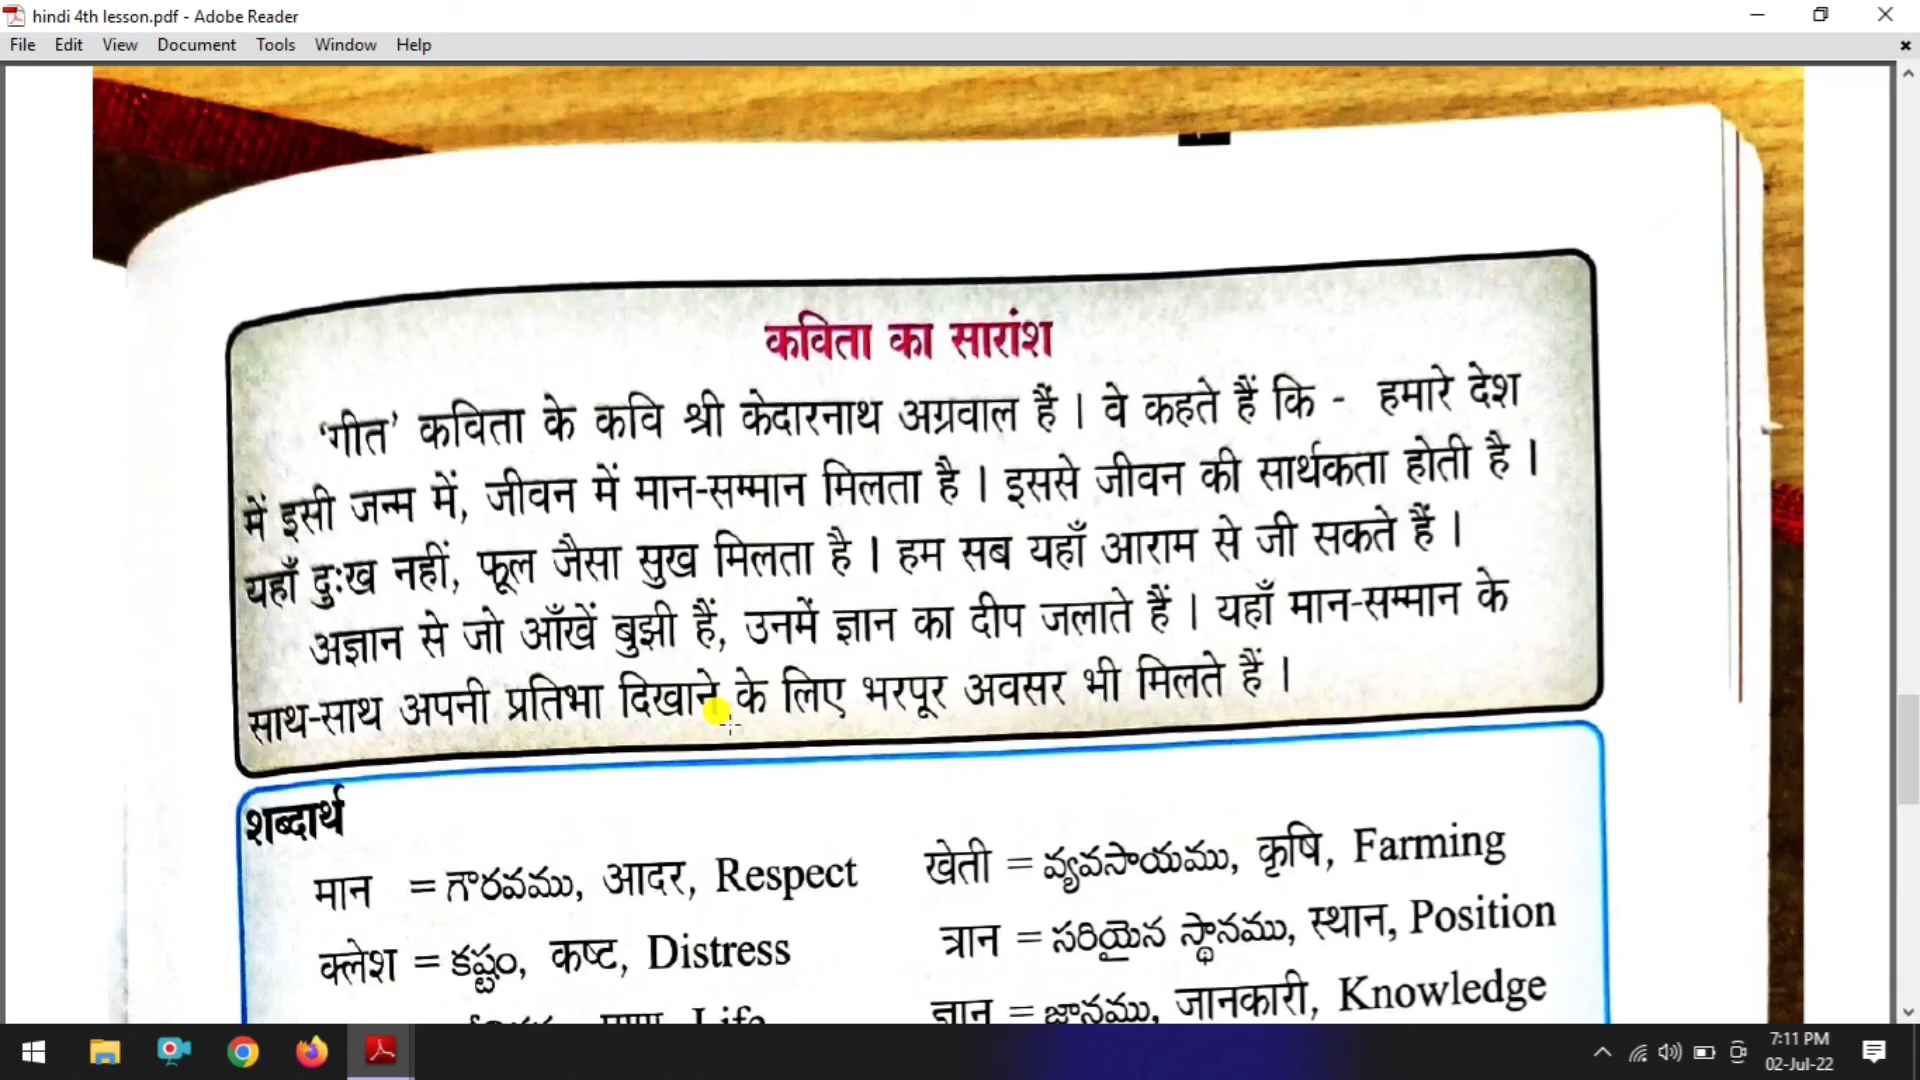 hindi 4th lesson.pdf - Adobe Reader
File Edit View Document Tools Window Help
कविता का सारांश
'गीत' कविता के कवि श्री केदारनाथ अग्रवाल हैं । वे कहते हैं कि - हमारे देश
में इसी जन्म में, जीवन में मान-सम्मान मिलता है । इससे जीवन की सार्थकता होती है ।
यहाँ दुःख नहीं, फूल जैसा सुख मिलता है । हम सब यहाँ आराम से जी सकते हैं ।
अज्ञान से जो आँखें बुझी हैं, उनमें ज्ञान का दीप जलाते हैं । यहाँ मान-सम्मान के
साथ-साथ अपनी प्रतिभा दिखाने के लिए भरपूर अवसर भी मिलते हैं ।
शब्दार्थ
मान = గౌరవము, आदर, Respect
खेती = వ్యవసాయము, कृषि, Farming
क्लेश = కష్టం, कष्ट, Distress
त्रान = సరియైన స్థానము, स्थान, Position
ज्ञान = జ్ఞానము, जानकारी, Knowledge
Life
7:11 PM
02-Jul-22